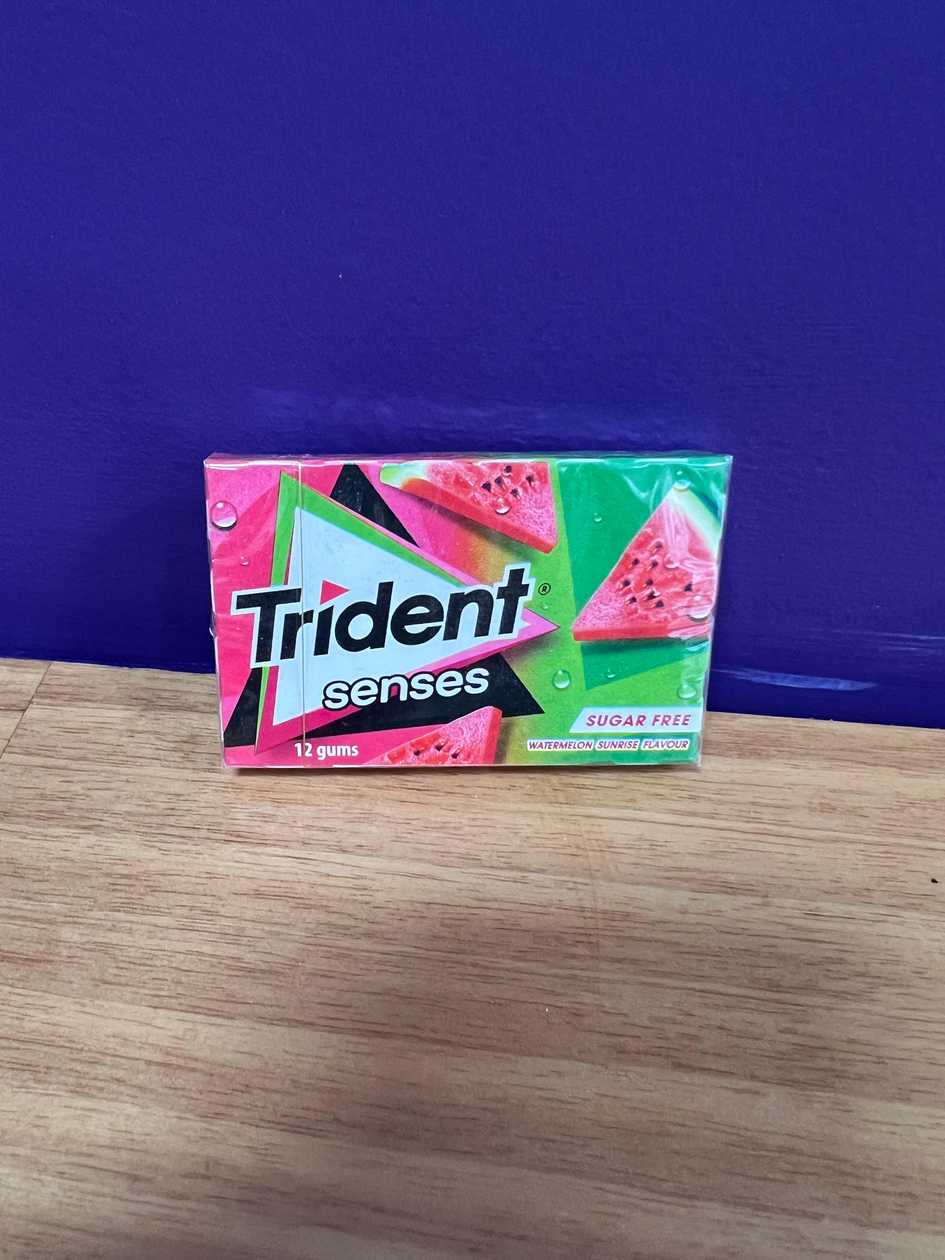 Trident®
senses
12 gums
SUGAR FREE
WATERMELON SUNRISE FLAVOUR